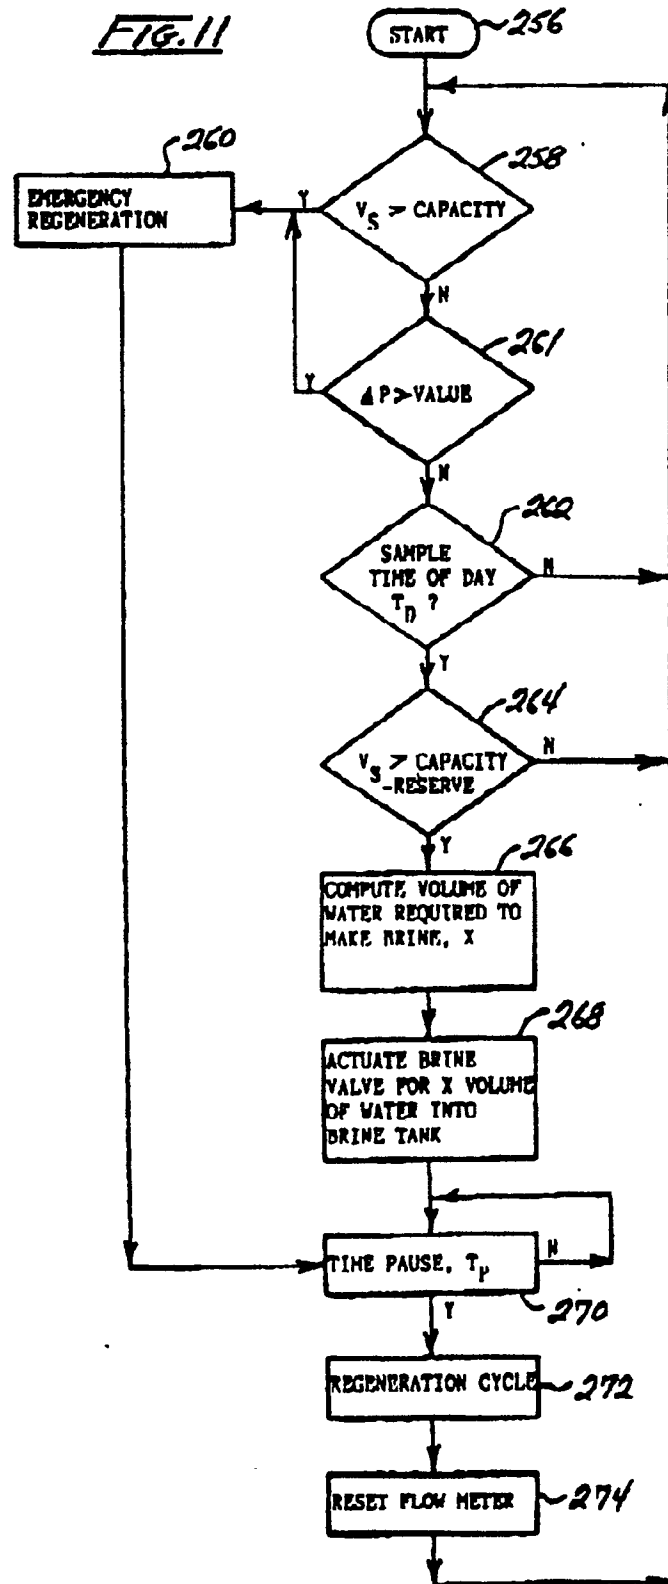 FIG. 11
START
256
260
258
EMERGENCY
REGENERATION
Y
V_S > CAPACITY
N
261
Y
Δ P > VALUE
N
262
SAMPLE
TIME OF DAY
T_D ?
N
Y
264
V_S > CAPACITY
-RESERVE
N
Y
266
COMPUTE VOLUME OF
WATER REQUIRED TO
MAKE BRINE, X
268
ACTUATE BRINE
VALVE FOR X VOLUME
OF WATER INTO
BRINE TANK
TIME PAUSE, T_P
N
270
Y
REGENERATION CYCLE
272
RESET FLOW METER
274